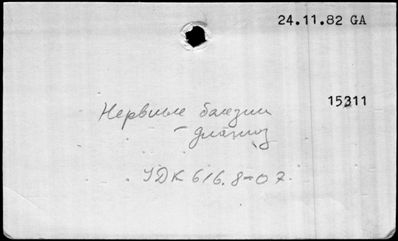 24.11.82 GA
15311
Нервные болезни
- диагноз
УДК 616.8-07.